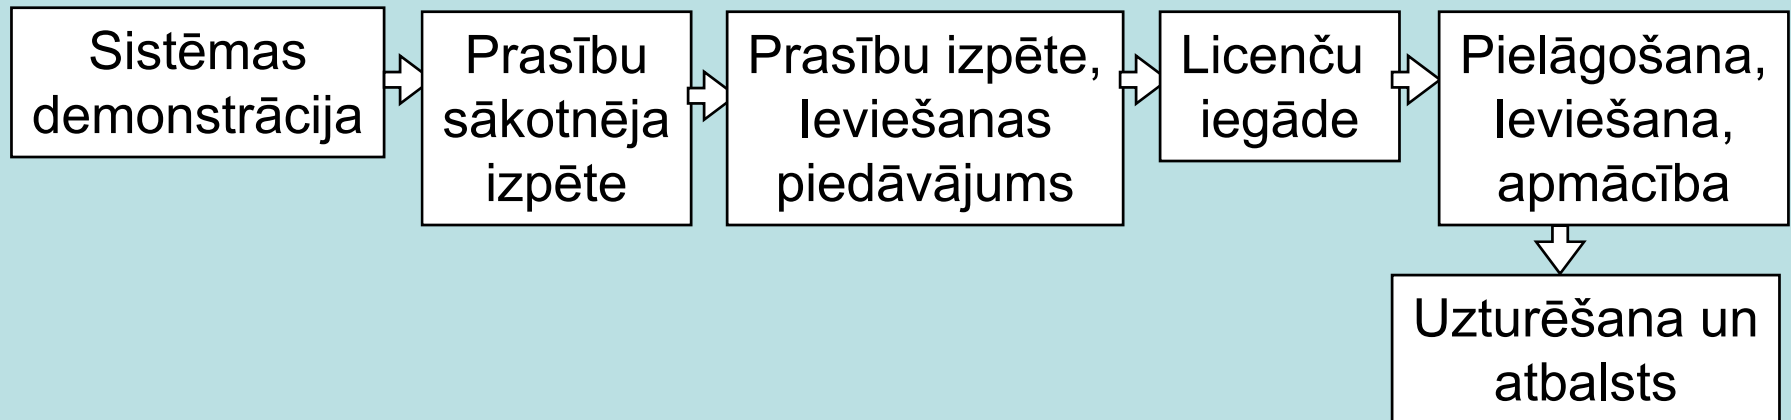 Sistēmas
demonstrācija
Prasību
sākotnēja
izpēte
Prasību izpēte,
Ieviešanas
piedāvājums
Licenču
iegāde
Pielāgošana,
Ieviešana,
apmācība
Uzturēšana un
atbalsts